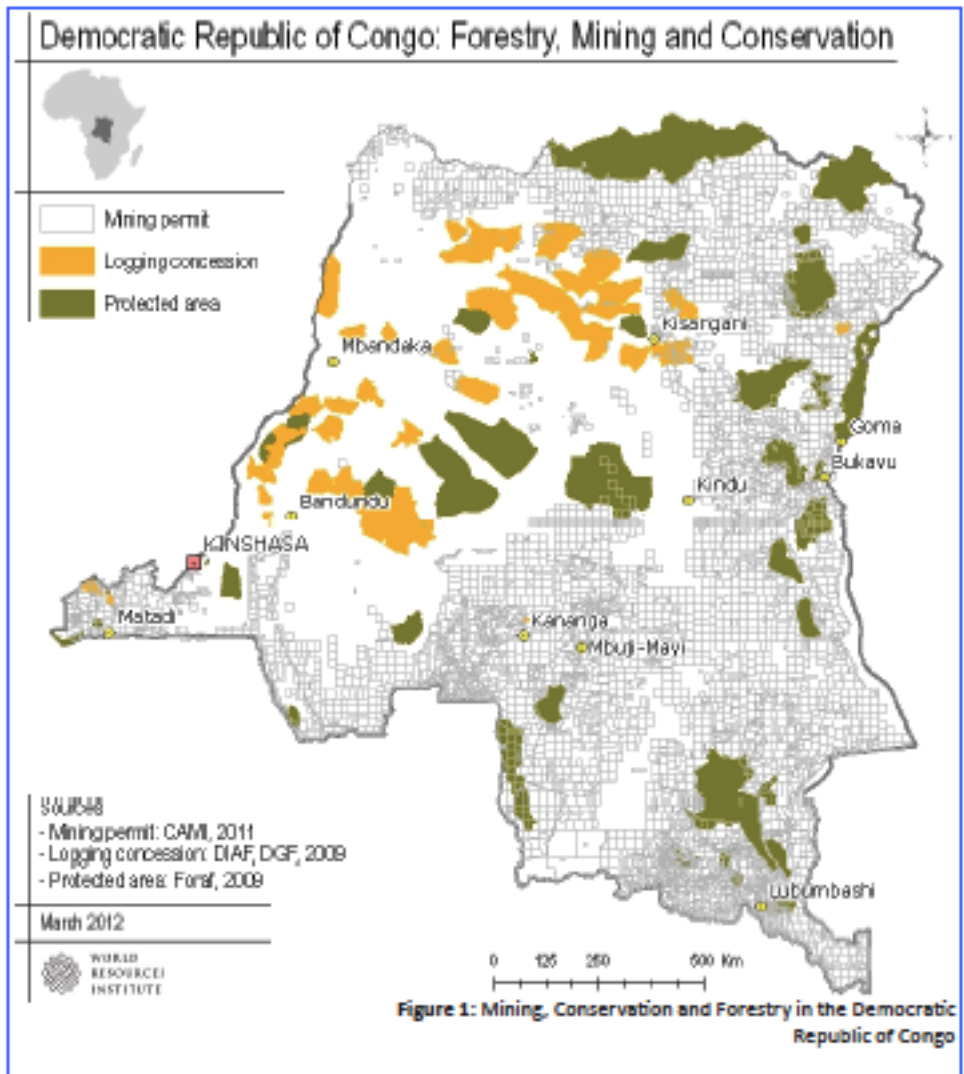 Democratic Republic of Congo: Forestry, Mining and Conservation
Mining permit
Logging concession
Protected area
Kisangani
Mbandaka
Goma
Bukavu
Kindu
Bandundu
KINSHASA
Matadi
Kananga
Mbuji-Mayi
Sources
- Mining permit: CAMI, 2011
- Logging concession: DIAF, DGF, 2009
- Protected area: Foraf, 2009
Lubumbashi
March 2012
WORLD
RESOURCES
INSTITUTE
0 125 250 500 Km
Figure 1: Mining, Conservation and Forestry in the Democratic
Republic of Congo